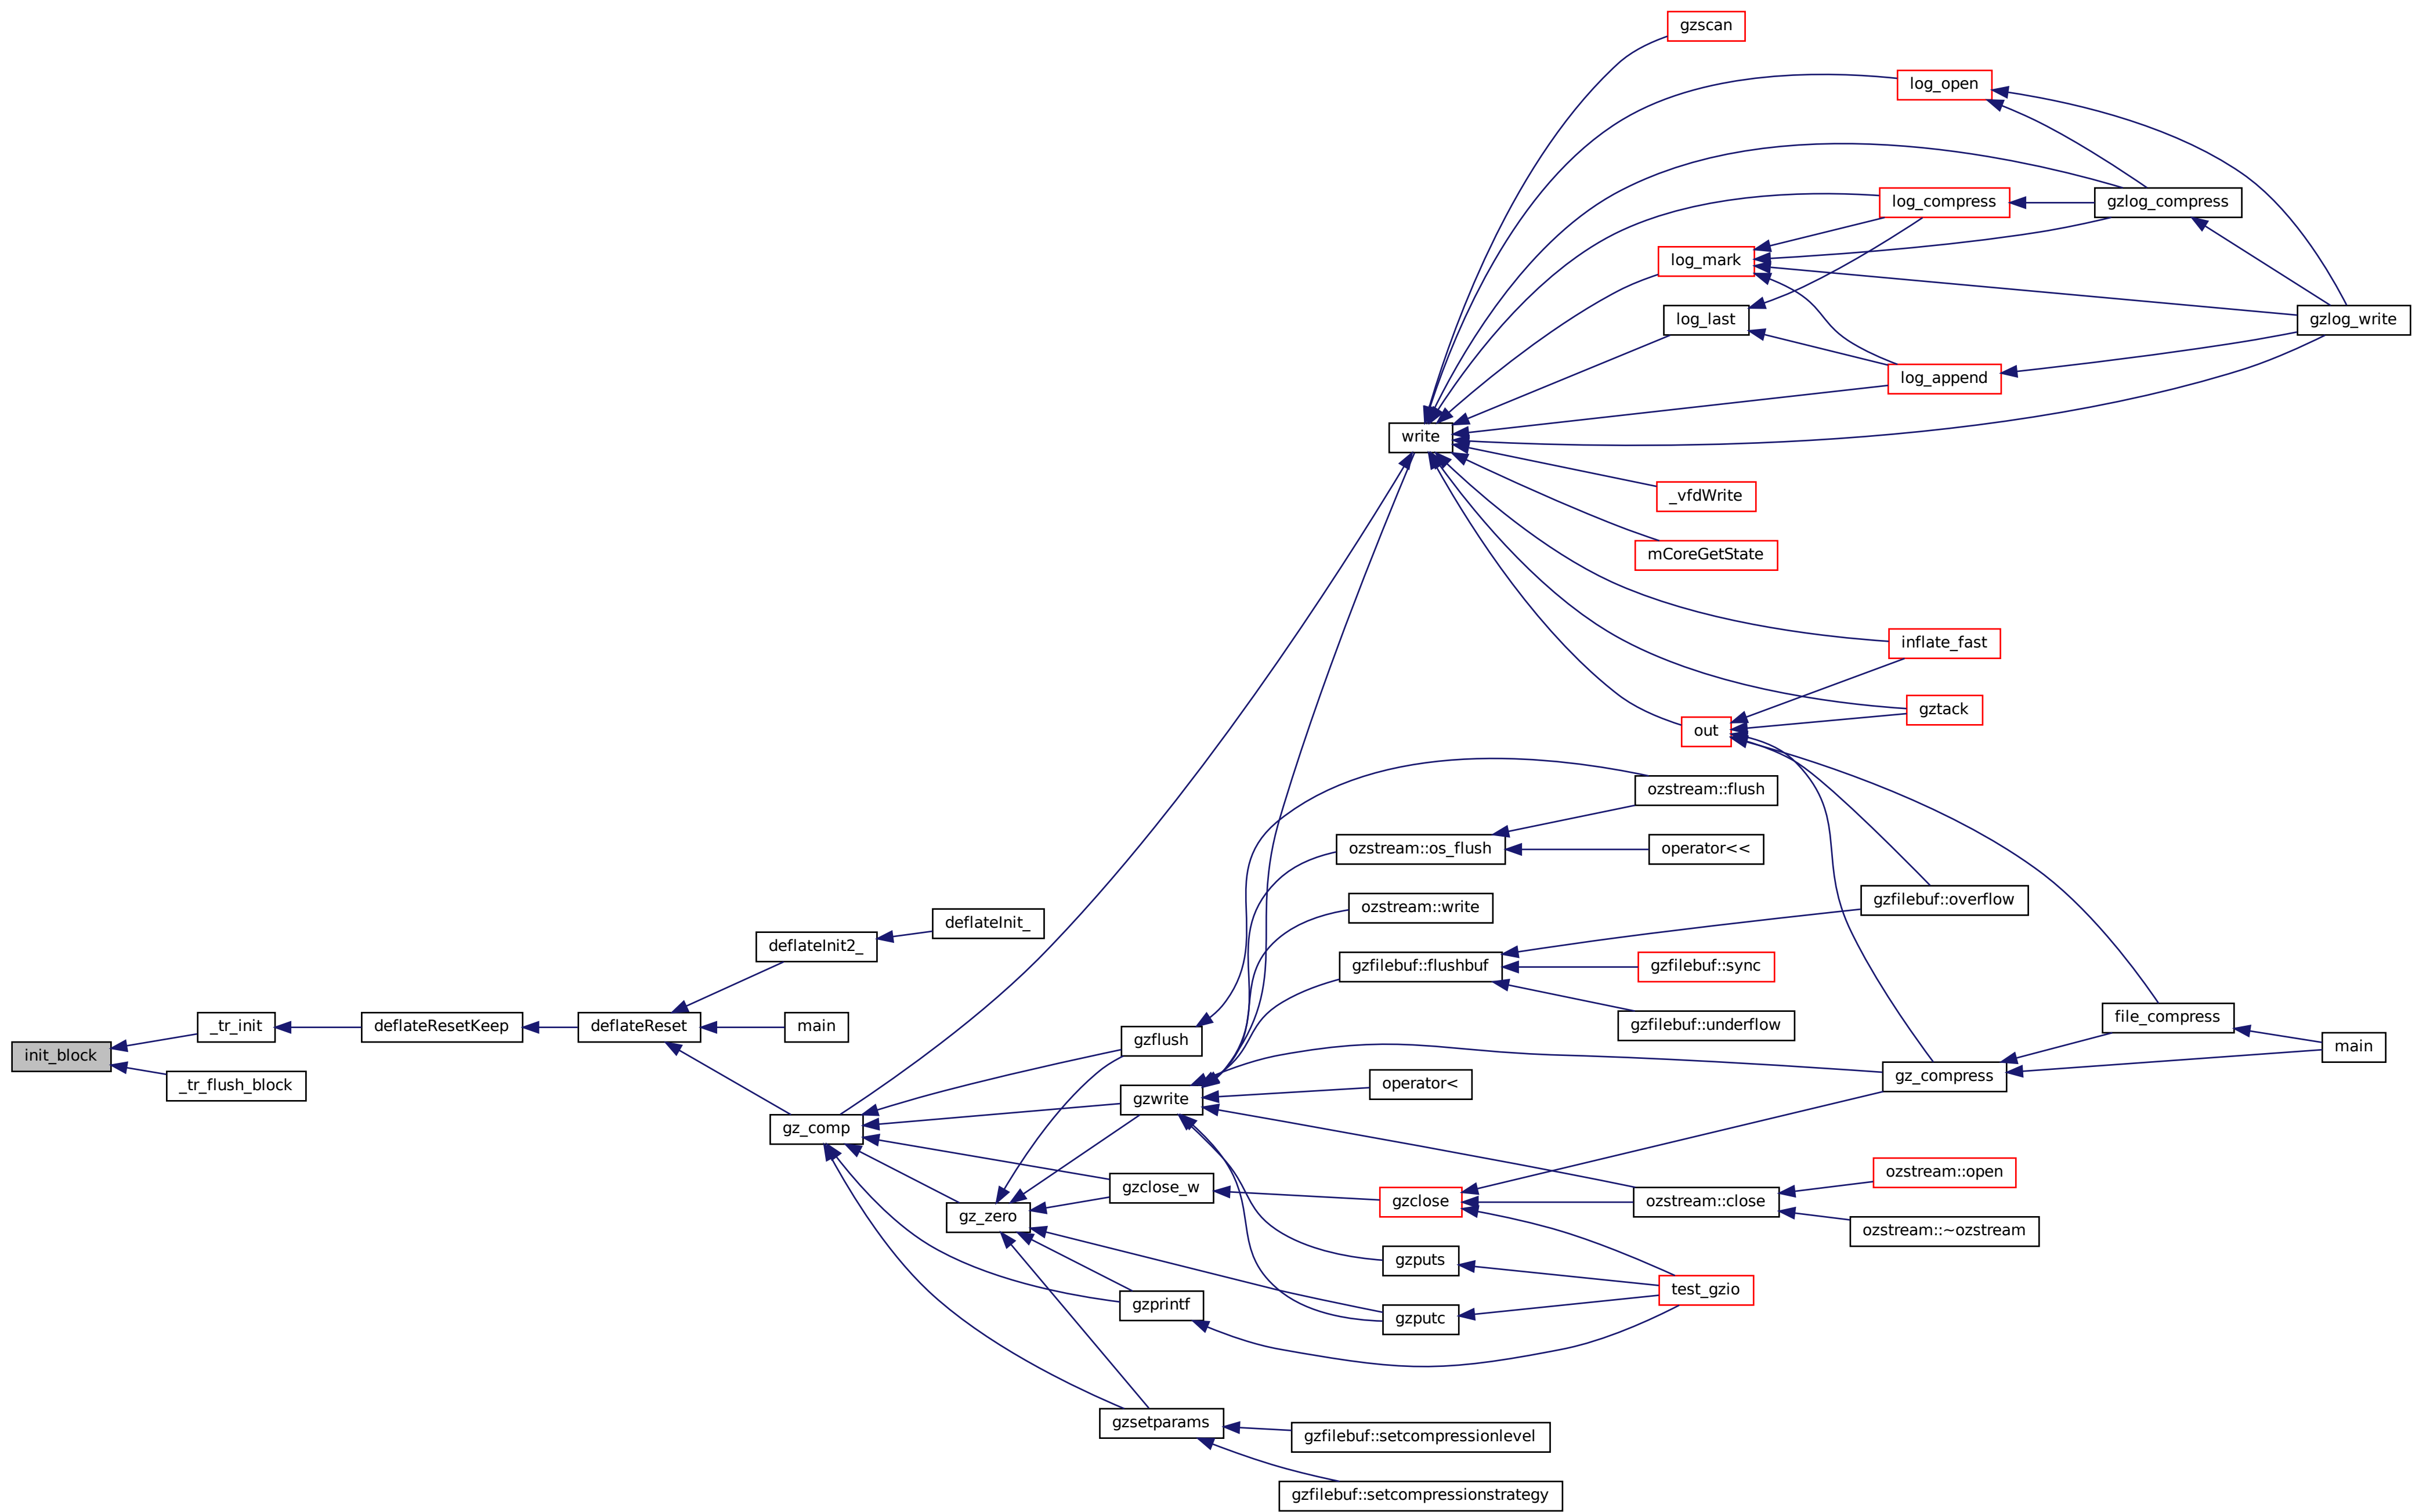 gzscan
log_open
log_compress
gzlog_compress
log_mark
log_last
gzlog_write
log_append
write
_vfdWrite
mCoreGetState
inflate_fast
gztack
out
ozstream::flush
ozstream::os_flush
operator<<
gzfilebuf::overflow
ozstream::write
deflateInit_
deflateInit2_
gzfilebuf::flushbuf
gzfilebuf::sync
file_compress
_tr_init
deflateResetKeep
deflateReset
main
gzfilebuf::underflow
gzflush
main
init_block
gz_compress
_tr_flush_block
operator<
gzwrite
gz_comp
ozstream::open
gzclose_w
gzclose
ozstream::close
gz_zero
ozstream::~ozstream
gzputs
test_gzio
gzprintf
gzputc
gzsetparams
gzfilebuf::setcompressionlevel
gzfilebuf::setcompressionstrategy